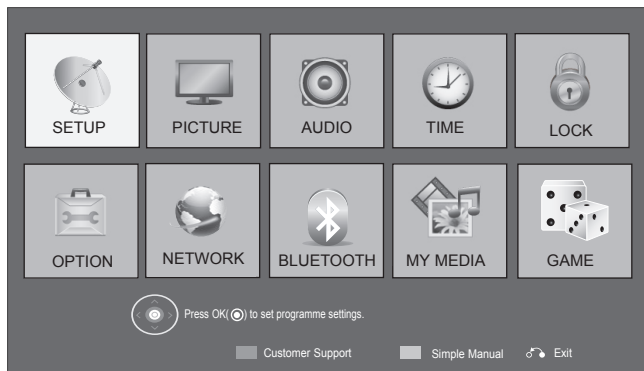 SETUP PICTURE AUDIO TIME LOCK
OPTION NETWORK BLUETOOTH MY MEDIA GAME
Press OK(◉) to set programme settings.
Customer Support Simple Manual Exit